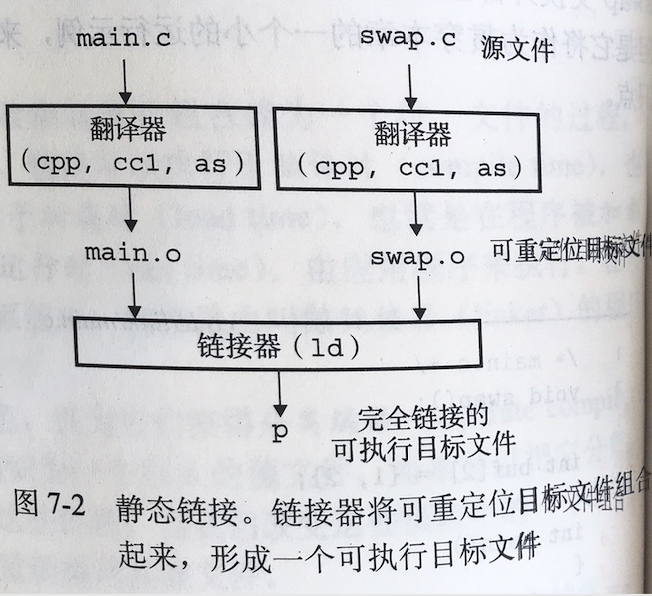 main.c swap.c 源文件
翻译器 翻译器
(cpp, cc1, as) (cpp, cc1, as)
main.o swap.o 可重定位目标文件
链接器(ld)
p 完全链接的
可执行目标文件
图 7-2 静态链接。链接器将可重定位目标文件组合
起来，形成一个可执行目标文件